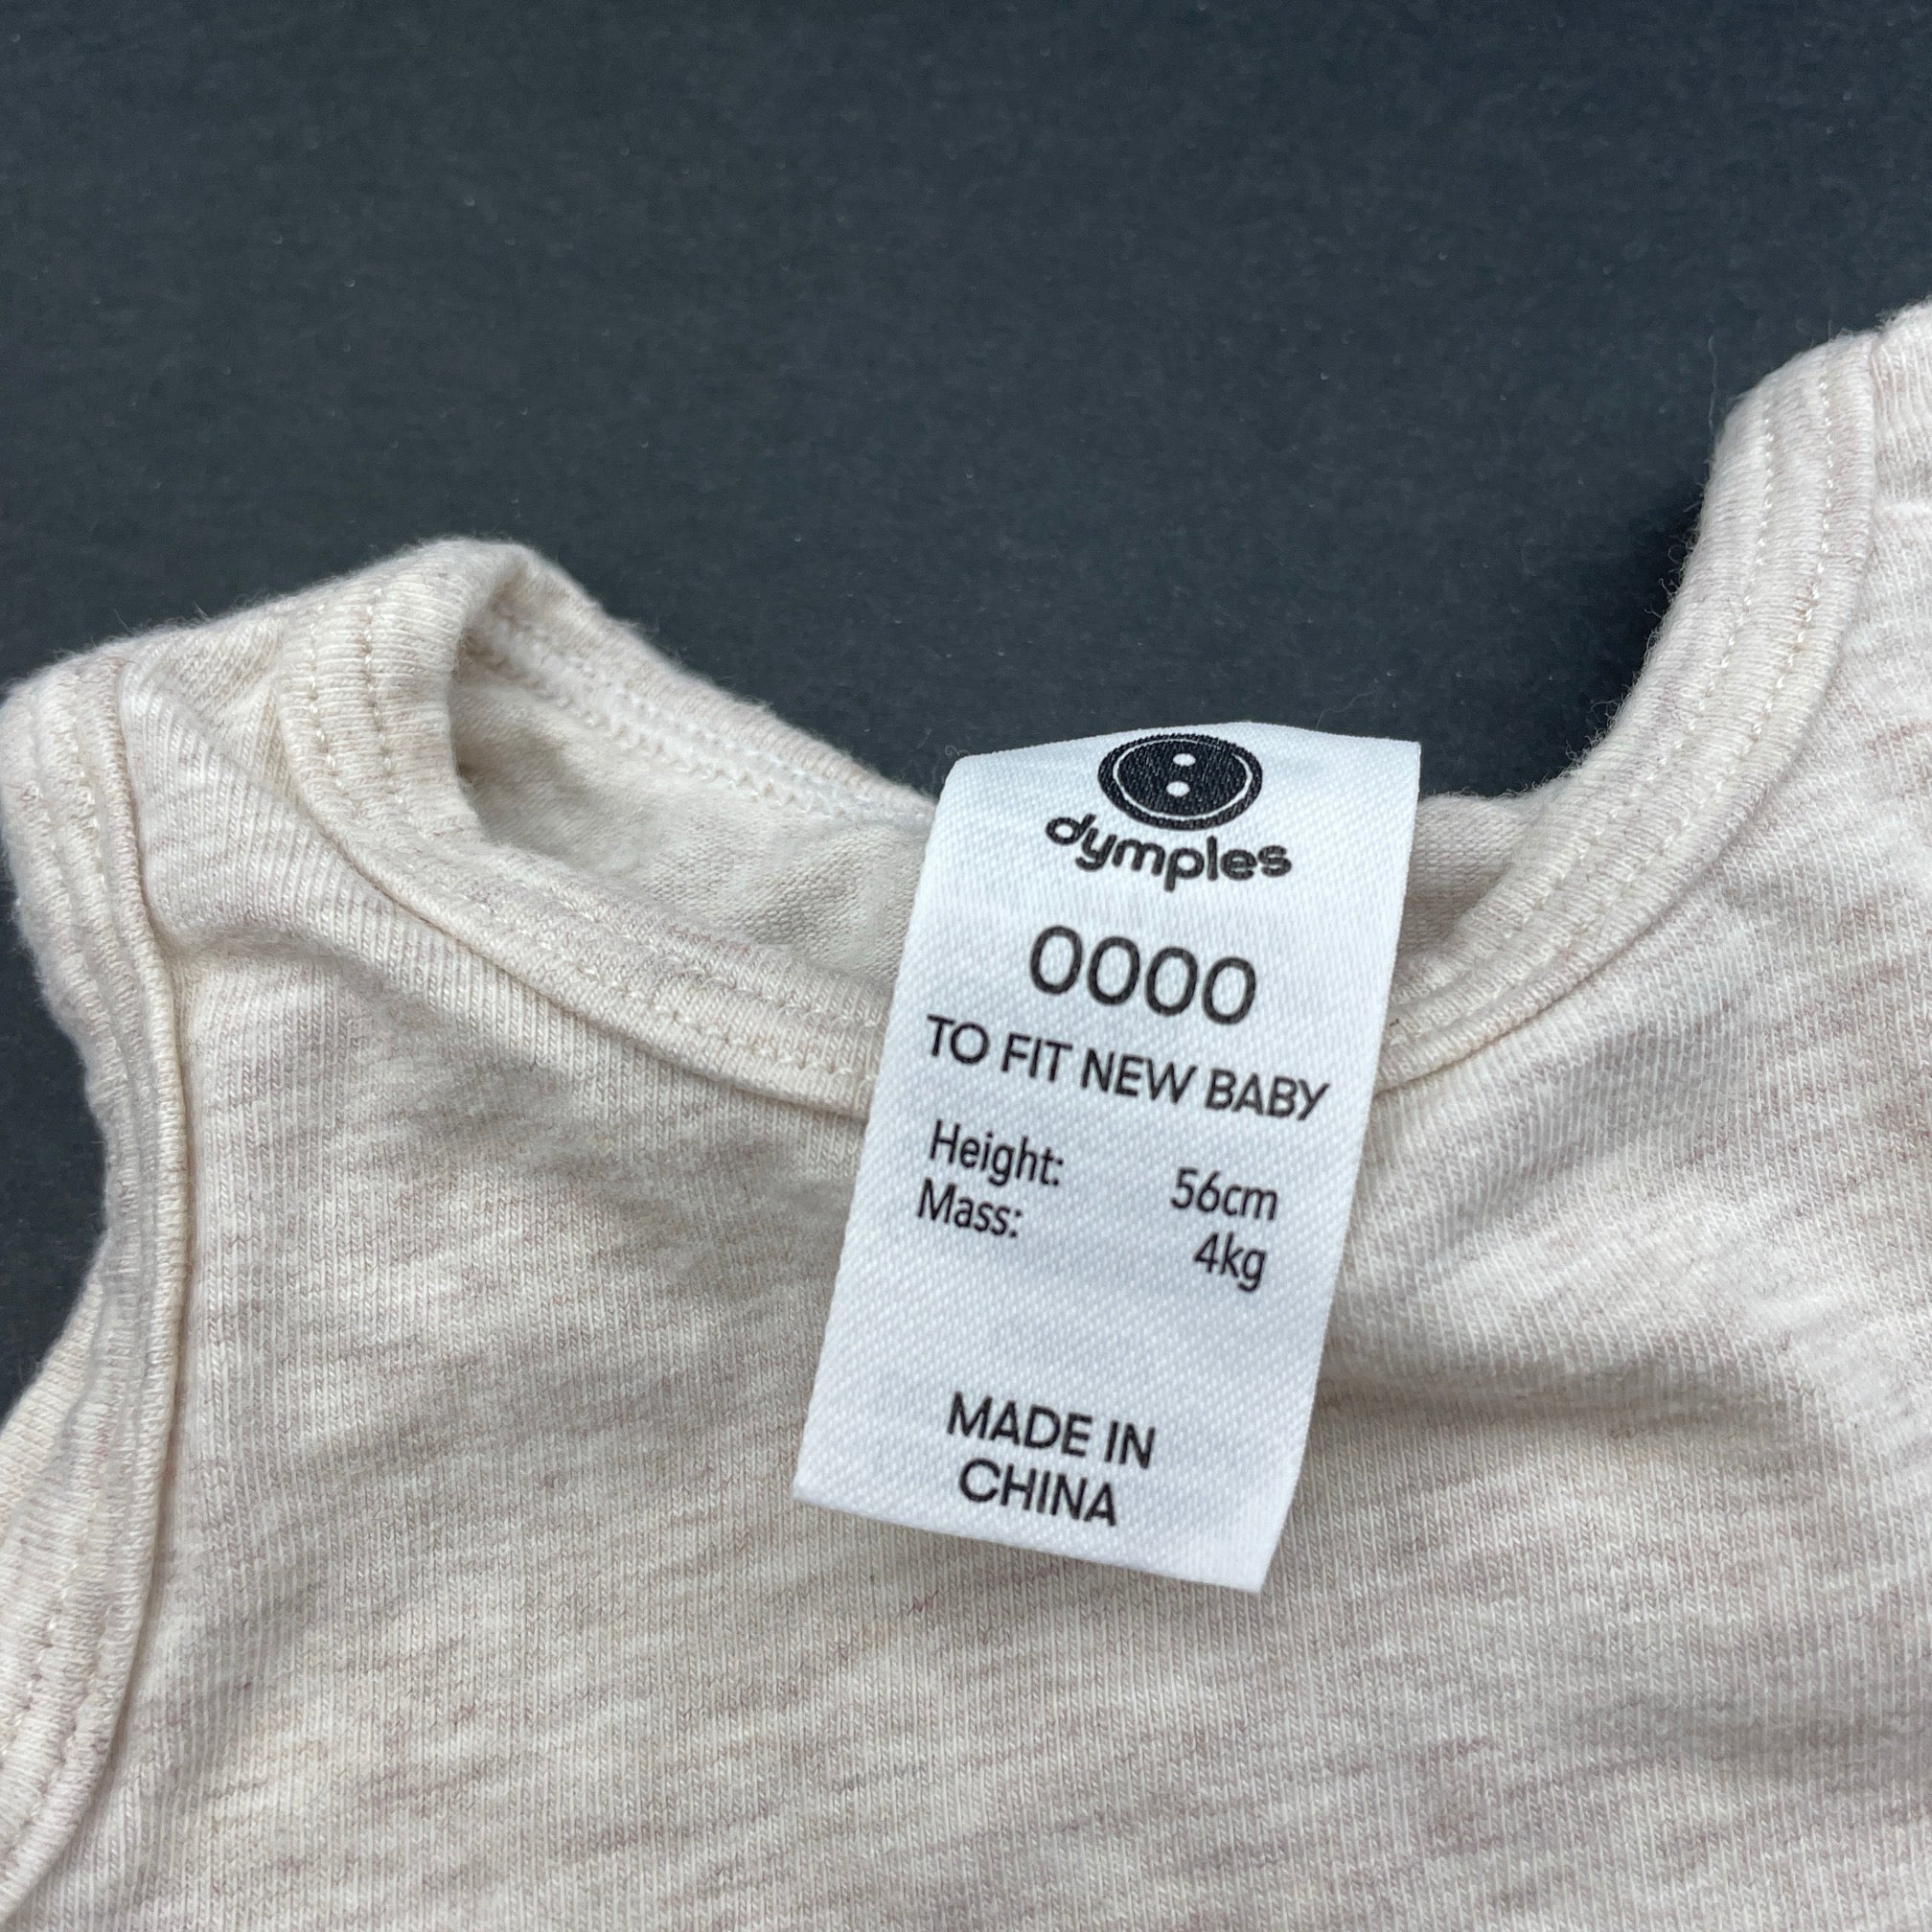 dymples
0000
TO FIT NEW BABY
Height: 56cm
Mass: 4kg
MADE IN
CHINA